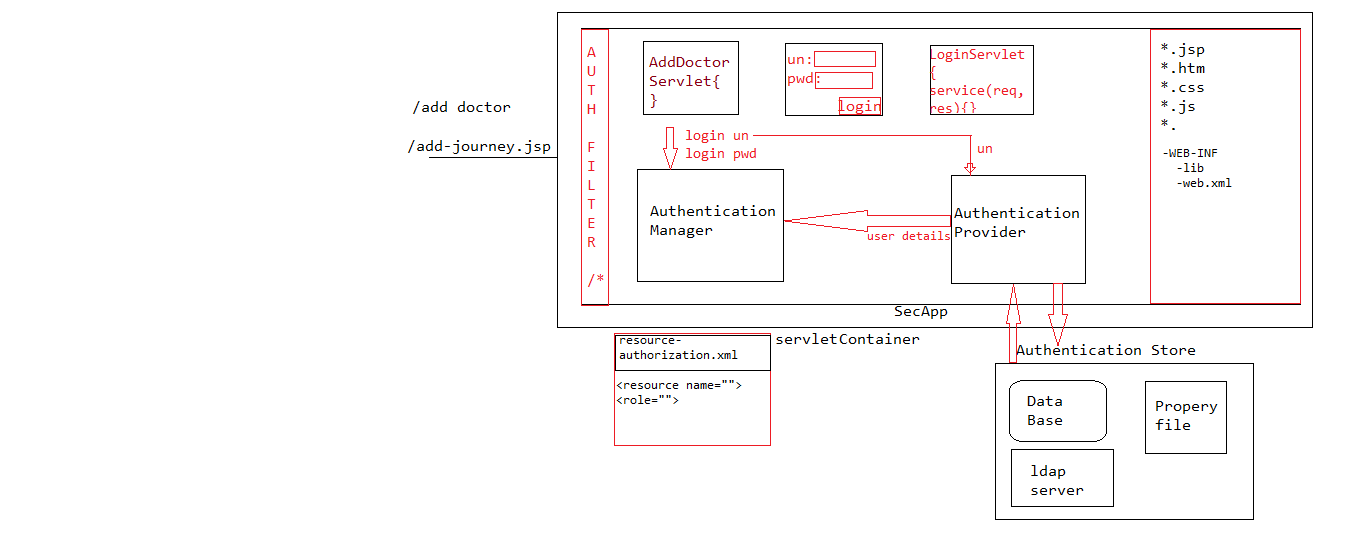 /add doctor
/add-journey.jsp
A
U
T
H
F
I
L
T
E
R
/*
AddDoctor
Servlet{
}
un:
pwd:
login
LoginServlet
{
service(req,
res){}
login un
login pwd
un
Authentication
Manager
Authentication
Provider
user details
*.jsp
*.htm
*.css
*.js
*.
-WEB-INF
-lib
-web.xml
SecApp
servletContainer
resource-
authorization.xml
<resource name="">
<role="">
Authentication Store
Data
Base
Propery
file
ldap
server